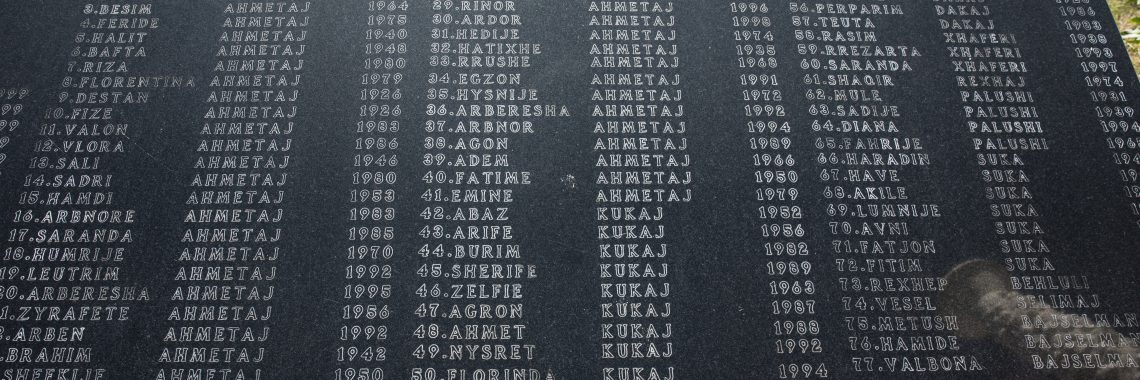 3.BESIM AHMETAJ 1964
4.FERIDE AHMETAJ 1975
5.HALIT AHMETAJ 1940
6.BAFTA AHMETAJ 1948
7.RIZA AHMETAJ 1980
8.FLORENTINA AHMETAJ 1979
9.DESTAN AHMETAJ 1926
10.FIZE AHMETAJ 1926
11.VALON AHMETAJ 1983
12.VLORA AHMETAJ
13.SALI AHMETAJ 1946
14.SADRI AHMETAJ 1980
15.HAMDI AHMETAJ 1953
16.ARBNORE AHMETAJ 1983
17.SARANDA AHMETAJ 1985
18.HUMRIJE AHMETAJ 1970
19.LEUTRIM AHMETAJ 1992
20.ARBERESHA AHMETAJ 1995
1.ZYRAFETE AHMETAJ 1956
.ARBEN AHMETAJ 1992
.BRAHIM AHMETAJ 1942
AHMETAJ 1950
29.RINOR AHMETAJ 1996
30.ARDOR AHMETAJ 1990
31.HEDIJE AHMETAJ 1974
32.HATIXHE AHMETAJ 1935
33.RRUSHE AHMETAJ 1968
34.EGZON AHMETAJ 1991
35.HYSNIJE AHMETAJ 1972
36.ARBERESHA AHMETAJ 1992
37.ARBNOR AHMETAJ 1994
38.AGON AHMETAJ 1989
39.ADEM AHMETAJ 1966
40.FATIME AHMETAJ 1950
41.EMINE AHMETAJ 1979
42.ABAZ KUKAJ 1952
43.ARIFE KUKAJ 1956
44.BURIM KUKAJ 1982
45.SHERIFE KUKAJ 1989
46.ZELFIE KUKAJ 1963
47.AGRON KUKAJ 1987
48.AHMET KUKAJ 1988
49.NYSRET KUKAJ 1992
50.FLORINDA KUKAJ 1994
56.PERPARIM DAKAJ
57.TEUTA DAKAJ
58.RASIM XHAFERI
59.RREZARTA XHAFERI 1993
60.SARANDA XHAFERI 1997
61.SHAQIR REXHAJ 1974
62.MULE PALUSHI 1931
63.SADIJE PALUSHI 1939
64.DIANA PALUSHI
65.FAHRIJE PALUSHI
66.HARADIN SUKA
67.HAVE SUKA
68.AKILE SUKA
69.LUMNIJE SUKA
70.AVNI SUKA
71.FATJON SUKA
72.FITIM SUKA
73.REXHEP BEHLULI
74.VESEL SELIMAJ
75.METUSH BAJSELMAN
76.HAMIDE BAJSELMA
77.VALBONA BAJSELM